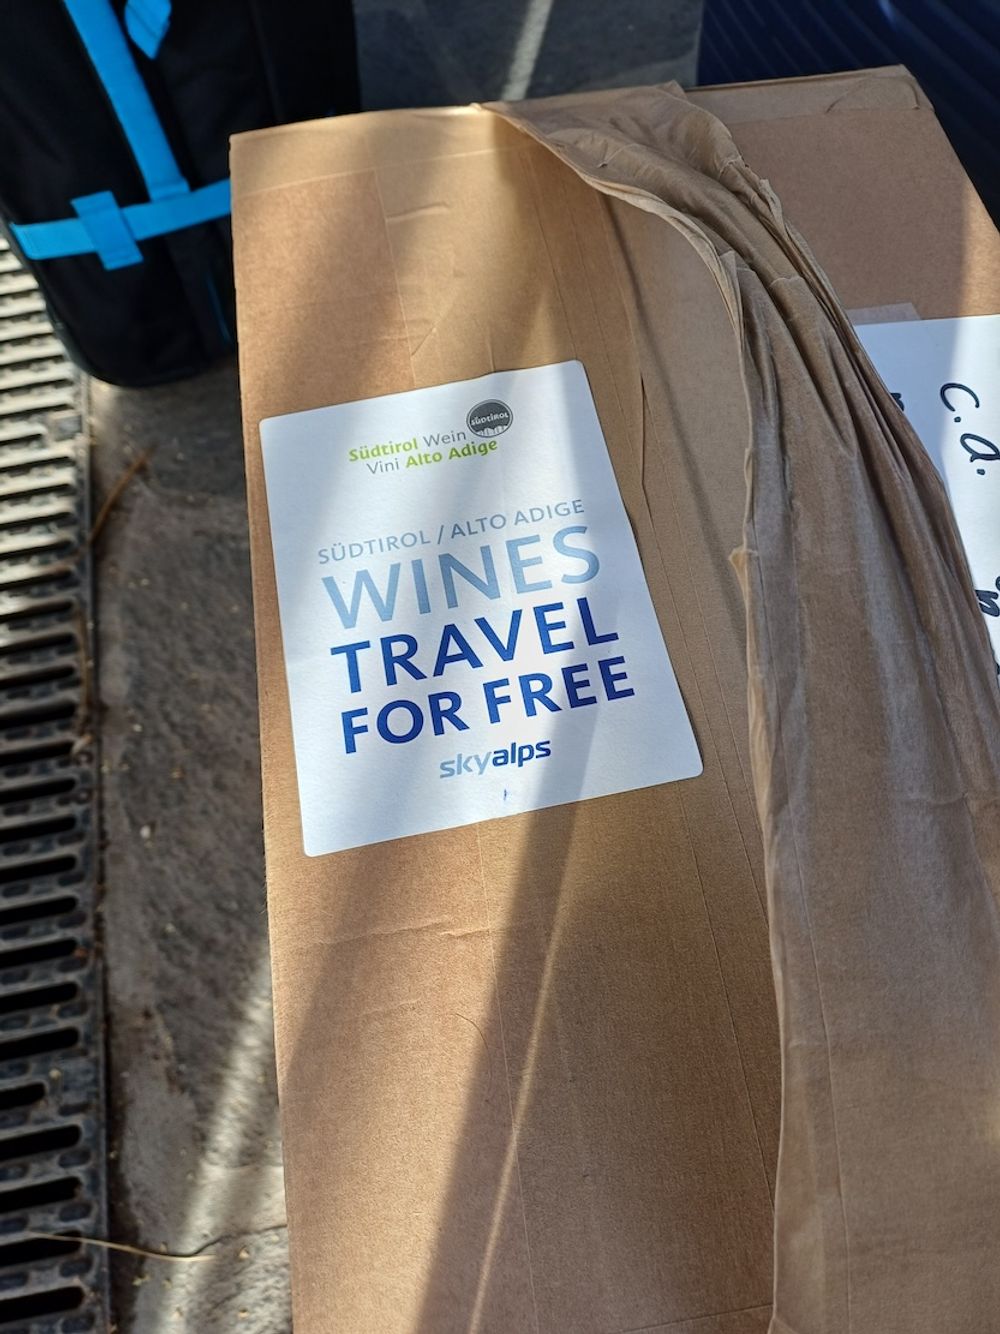 SÜDTIROL
Südtirol Wein
Vini Alto Adige
SÜDTIROL / ALTO ADIGE
WINES
TRAVEL
FOR FREE
skyalps
C.A.